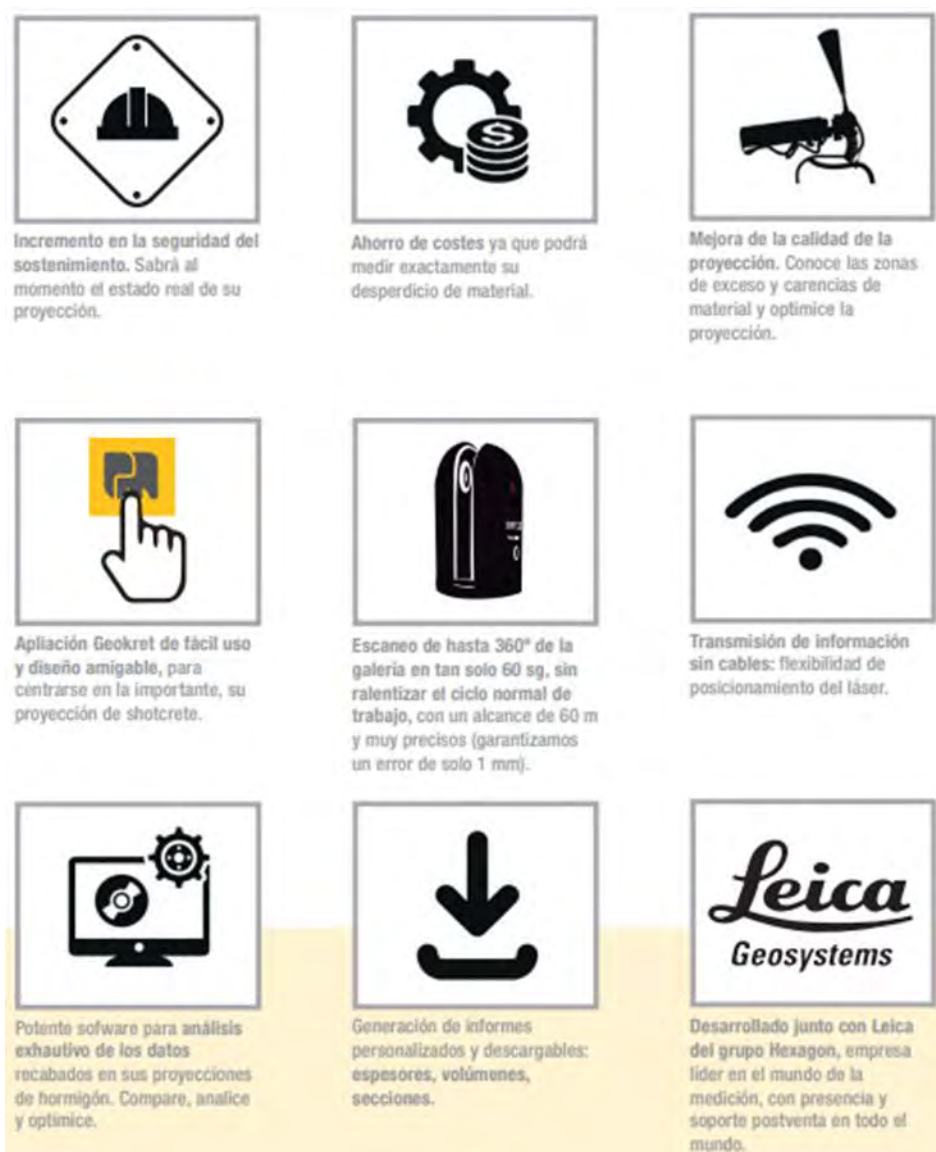 Incremento en la seguridad del
sostenimiento. Sabrá al
momento el estado real de su
proyección.
$
Ahorro de costes ya que podrá
medir exactamente su
desperdicio de material.
Mejora de la calidad de la
proyección. Conoce las zonas
de exceso y carencias de
material y optimice la
proyección.
Apliación Geokret de fácil uso
y diseño amigable, para
centrarse en la importante, su
proyección de shotcrete.
Escaneo de hasta 360º de la
galería en tan solo 60 sg, sin
ralentizar el ciclo normal de
trabajo, con un alcance de 60 m
y muy precisos (garantizamos
un error de solo 1 mm).
Transmisión de información
sin cables: flexibilidad de
posicionamiento del láser.
Potente sofware para análisis
exhautivo de los datos
recabados en sus proyecciones
de hormigón. Compare, analice
y optimice.
Generación de informes
personalizados y descargables:
espesores, volúmenes,
secciones.
Leica
Geosystems
Desarrollado junto con Leica
del grupo Hexagon, empresa
líder en el mundo de la
medición, con presencia y
soporte postventa en todo el
mundo.